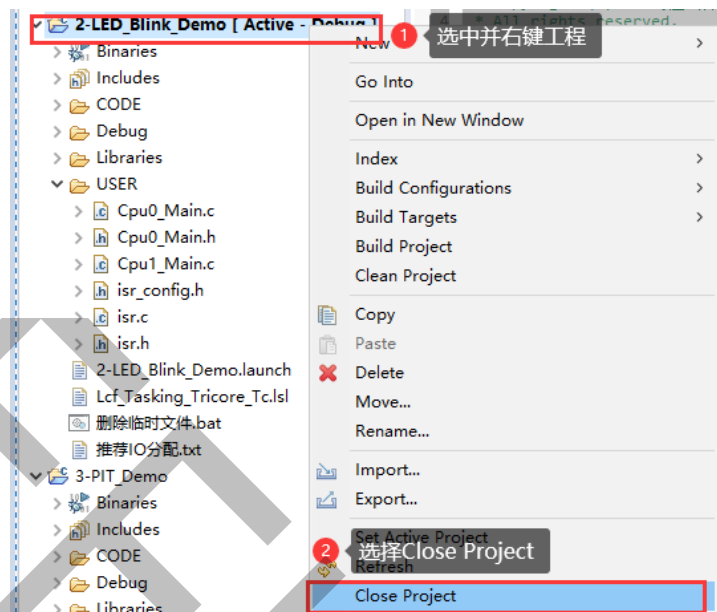 2-LED_Blink_Demo [ Active - Debug ]
Binaries
Includes
CODE
Debug
Libraries
USER
Cpu0_Main.c
Cpu0_Main.h
Cpu1_Main.c
isr_config.h
isr.c
isr.h
2-LED_Blink_Demo.launch
Lcf_Tasking_Tricore_Tc.lsl
删除临时文件.bat
推荐IO分配.txt
3-PIT_Demo
Binaries
Includes
CODE
Debug
Libraries
4 * All rights reserved.
1 选中并右键工程
New
Go Into
Open in New Window
Index
Build Configurations
Build Targets
Build Project
Clean Project
Copy
Paste
Delete
Move...
Rename...
Import...
Export...
Set Active Project
2 选择Close Project
Refresh
Close Project